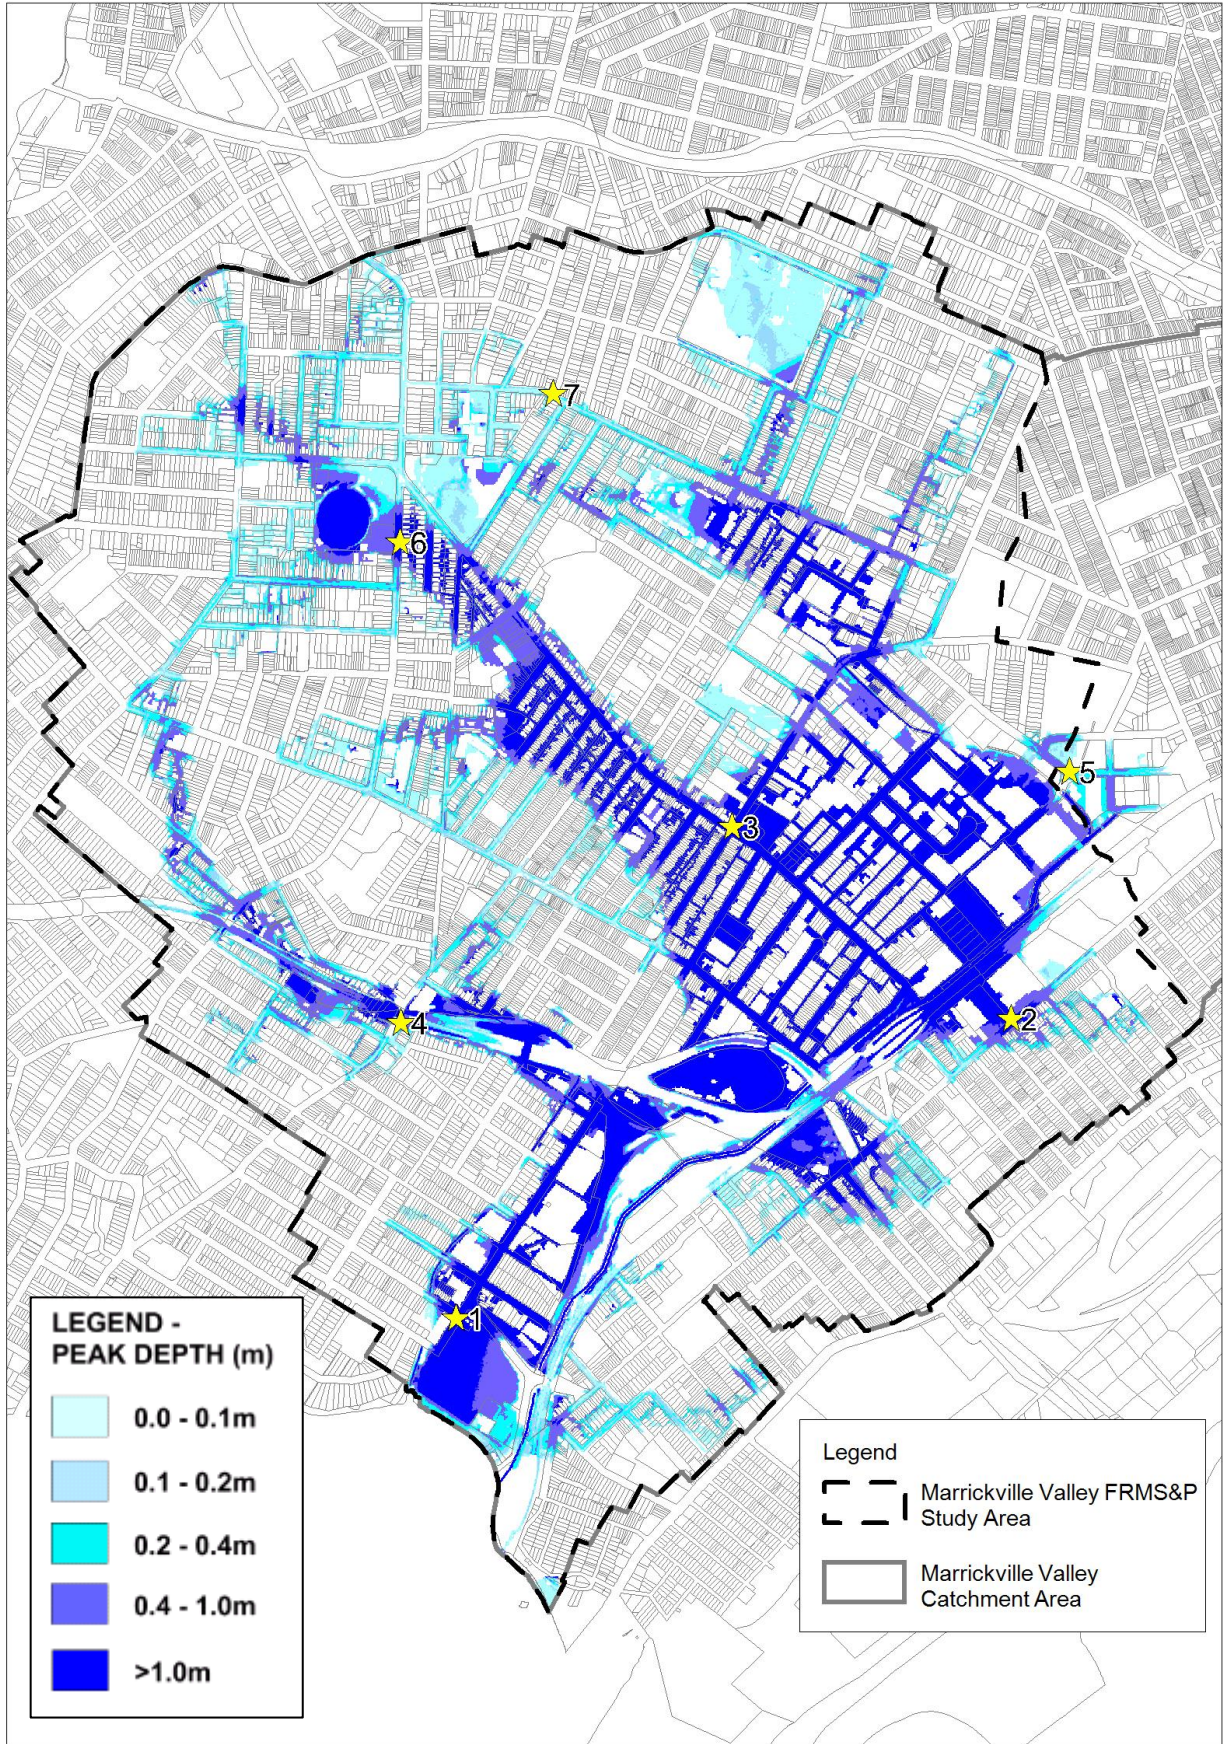 7
6
5
3
2
4
1
LEGEND -
PEAK DEPTH (m)
0.0 - 0.1m
0.1 - 0.2m
0.2 - 0.4m
0.4 - 1.0m
>1.0m
Legend
Marrickville Valley FRMS&P
Study Area
Marrickville Valley
Catchment Area